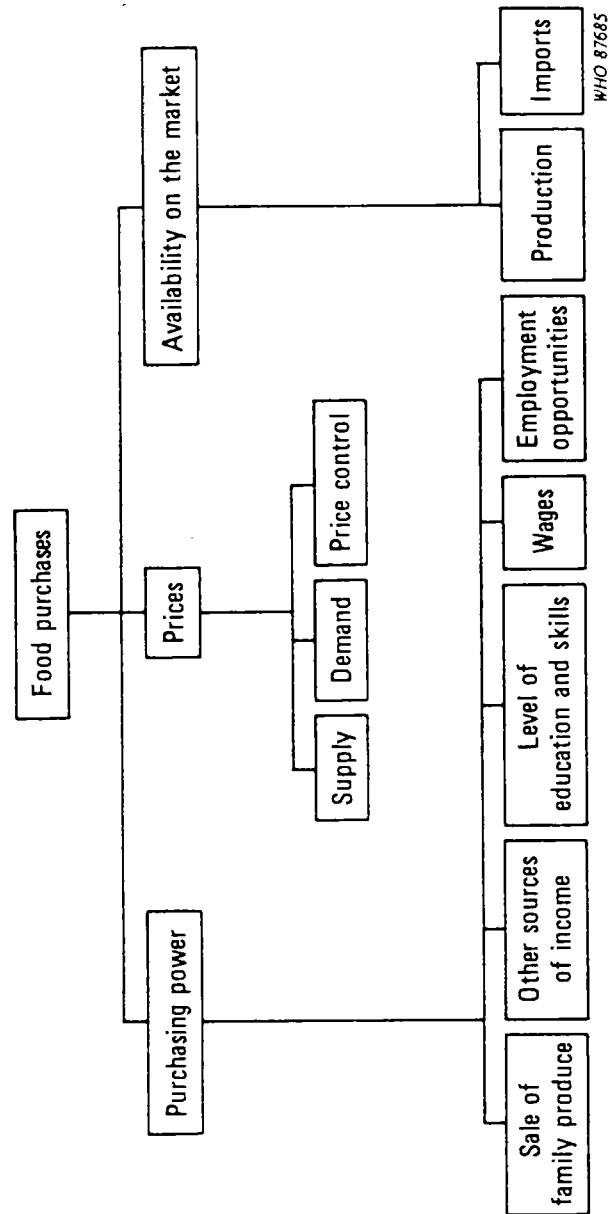 Food purchases
Purchasing power
Prices
Availability on the market
Supply
Demand
Price control
Sale of
family produce
Other sources
of income
Level of
education and skills
Wages
Employment
opportunities
Production
Imports
WHO 87685